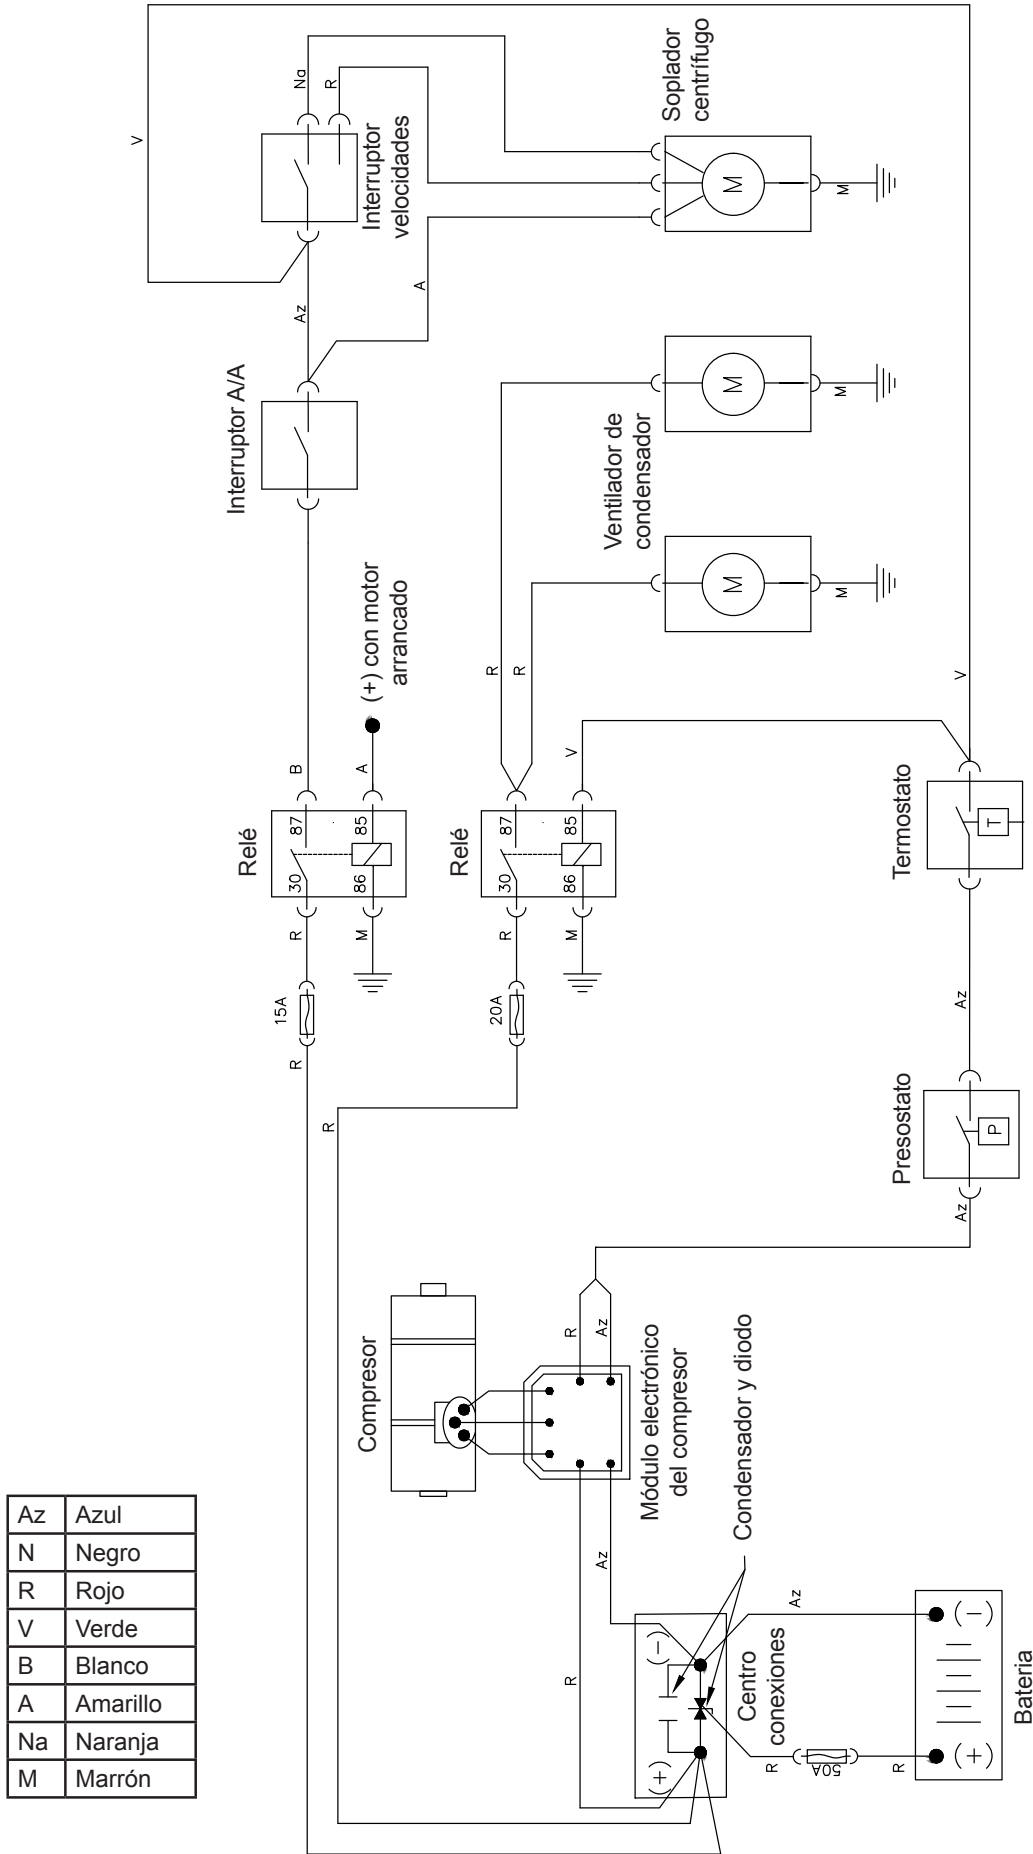 V
Na
R
Interruptor
velocidades
Soplador
centrífugo
M
M
Az
A
Interruptor A/A
M
M
Ventilador de
condensador
M
M
R
R
(+) con motor
arrancado
B
A
V
V
Relé
87
30
85
86
Relé
87
30
85
86
Termostato
T
R
M
R
M
15A
20A
R
R
Az
Presostato
P
Az
Compresor
R
Az
Módulo electrónico
del compresor
Condensador y diodo
Az
R
(-)
(+)
Centro
conexiones
Az
R
50A
R
(-)
(+)
Bateria
Az Azul
N Negro
R Rojo
V Verde
B Blanco
A Amarillo
Na Naranja
M Marrón